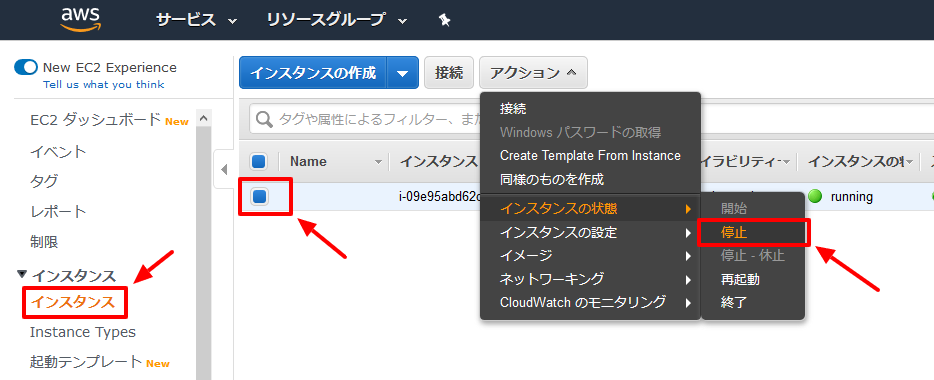 aws サービス リソースグループ
New EC2 Experience
Tell us what you think
EC2 ダッシュボード New
イベント
タグ
レポート
制限
インスタンス
インスタンス
Instance Types
起動テンプレート New
インスタンスの作成 接続 アクション
タグや属性によるフィルター、また
Name インスタンス イラビリティー インスタンスの
i-09e95abd62 running
接続
Windows パスワードの取得
Create Template From Instance
同様のものを作成
インスタンスの状態
インスタンスの設定
イメージ
ネットワーキング
CloudWatch のモニタリング
開始
停止
停止 - 休止
再起動
終了